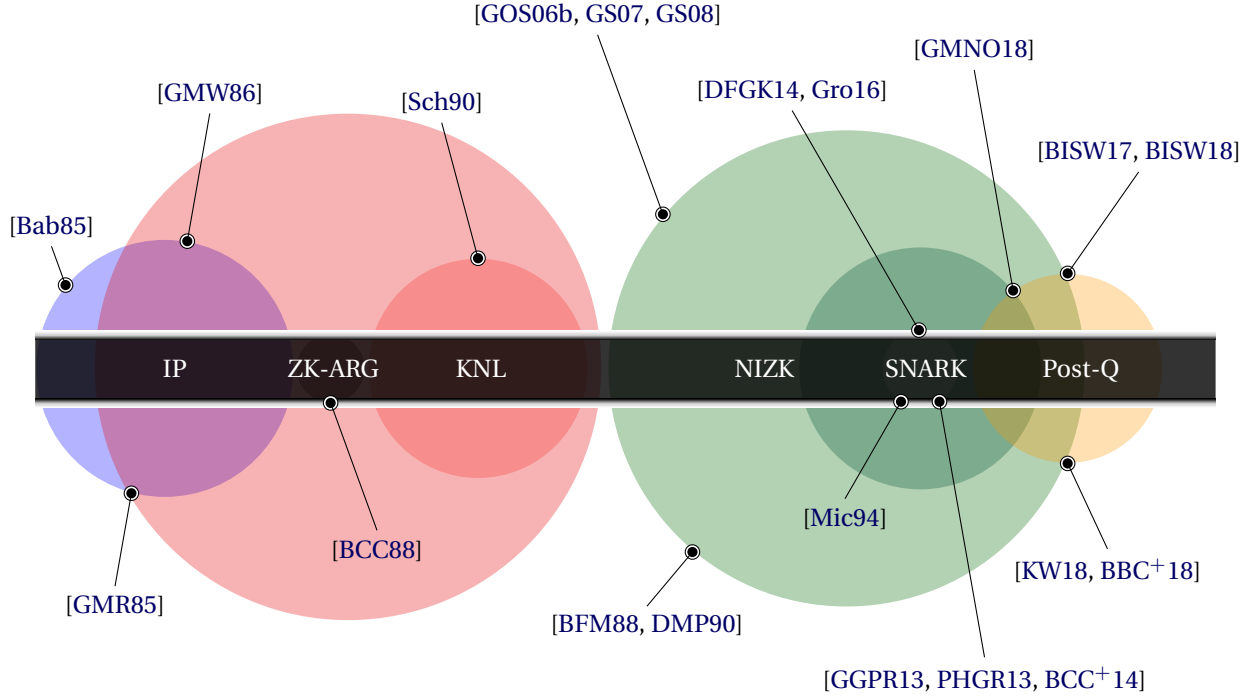 [GOS06b, GS07, GS08]
[GMNO18]
[GMW86]
[Sch90]
[DFGK14, Gro16]
[BISW17, BISW18]
[Bab85]
IP
ZK-ARG
KNL
NIZK
SNARK
Post-Q
[Mic94]
[BCC88]
[KW18, BBC+18]
[GMR85]
[BFM88, DMP90]
[GGPR13, PHGR13, BCC+14]